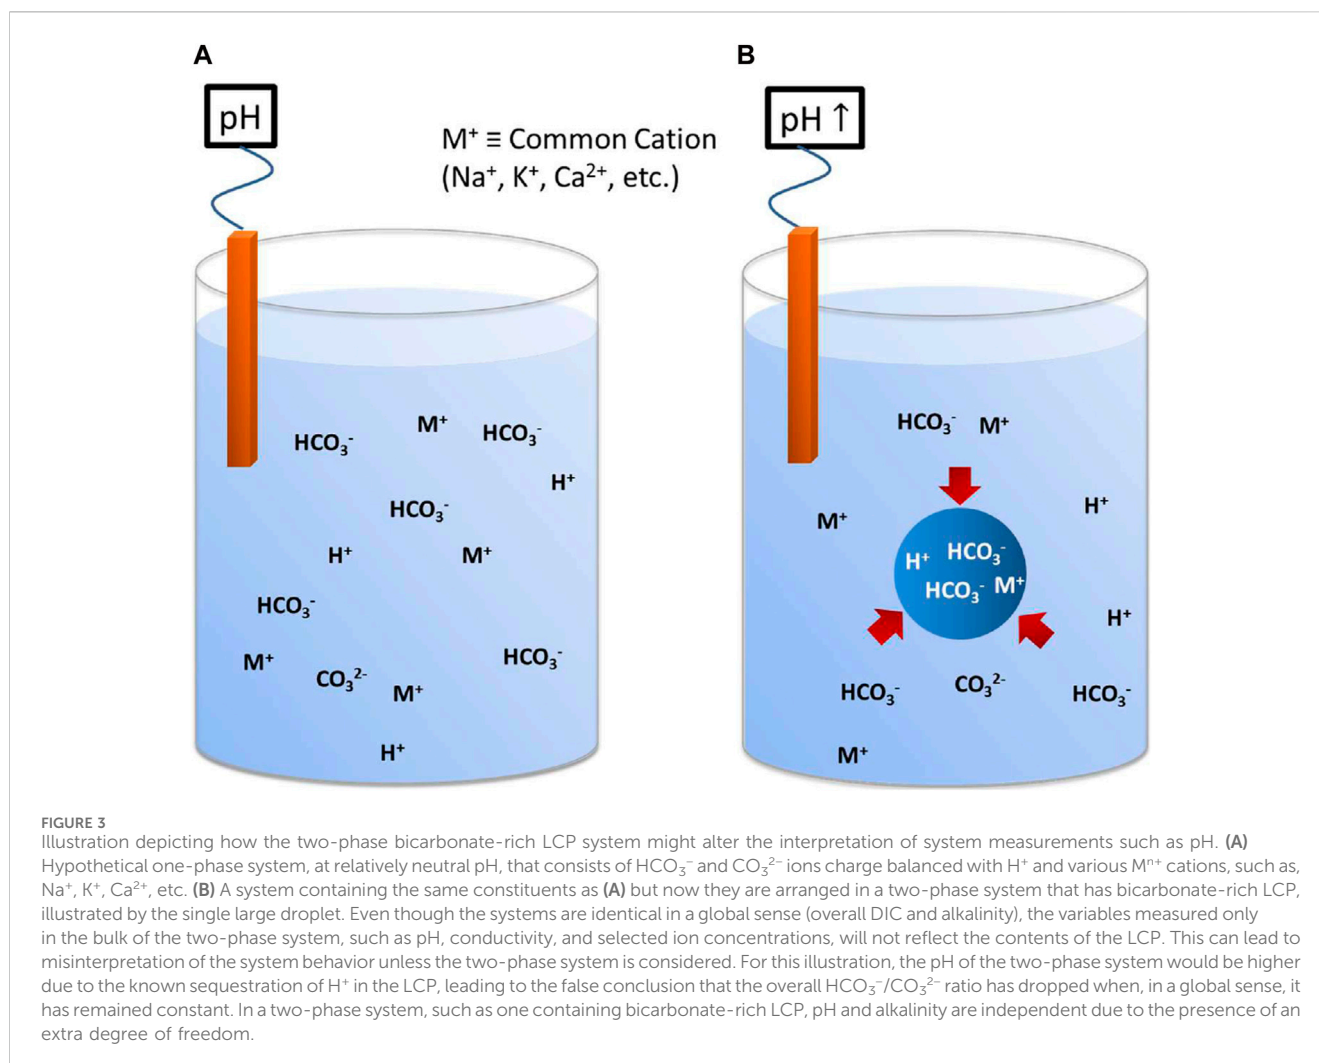 A
B
pH
pH ↑
M⁺ ≡ Common Cation
(Na⁺, K⁺, Ca²⁺, etc.)
HCO₃⁻
M⁺
HCO₃⁻
H⁺
HCO₃⁻
H⁺
M⁺
HCO₃⁻
M⁺
CO₃²⁻
M⁺
HCO₃⁻
H⁺
HCO₃⁻
M⁺
M⁺
H⁺
H⁺
HCO₃⁻
HCO₃⁻
M⁺
H⁺
HCO₃⁻
CO₃²⁻
HCO₃⁻
M⁺
FIGURE 3
Illustration depicting how the two-phase bicarbonate-rich LCP system might alter the interpretation of system measurements such as pH. (A)
Hypothetical one-phase system, at relatively neutral pH, that consists of HCO₃⁻ and CO₃²⁻ ions charge balanced with H⁺ and various Mⁿ⁺ cations, such as,
Na⁺, K⁺, Ca²⁺, etc. (B) A system containing the same constituents as (A) but now they are arranged in a two-phase system that has bicarbonate-rich LCP,
illustrated by the single large droplet. Even though the systems are identical in a global sense (overall DIC and alkalinity), the variables measured only
in the bulk of the two-phase system, such as pH, conductivity, and selected ion concentrations, will not reflect the contents of the LCP. This can lead to
misinterpretation of the system behavior unless the two-phase system is considered. For this illustration, the pH of the two-phase system would be higher
due to the known sequestration of H⁺ in the LCP, leading to the false conclusion that the overall HCO₃⁻/CO₃²⁻ ratio has dropped when, in a global sense, it
has remained constant. In a two-phase system, such as one containing bicarbonate-rich LCP, pH and alkalinity are independent due to the presence of an
extra degree of freedom.